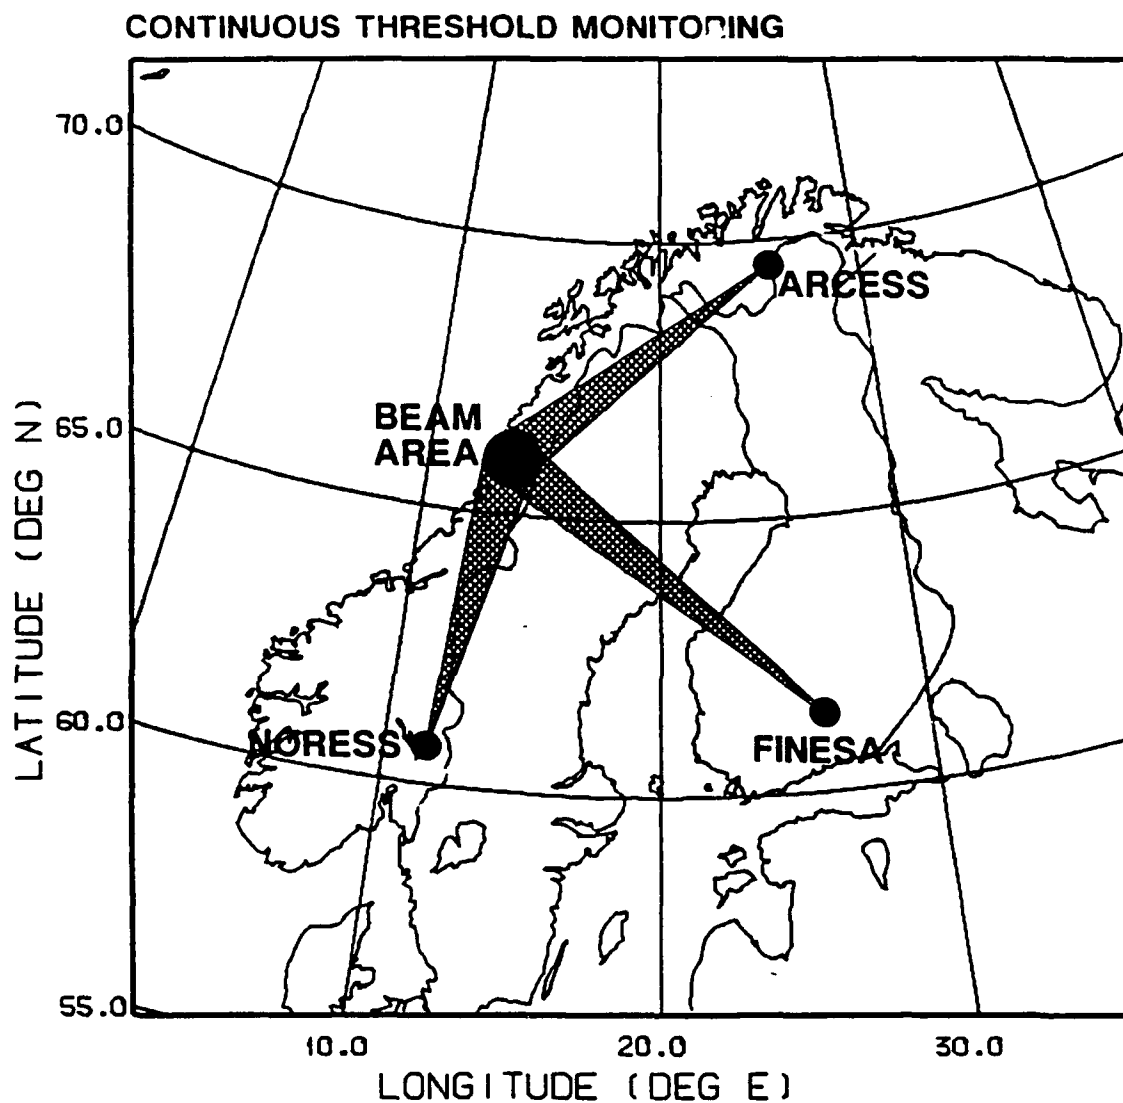 CONTINUOUS THRESHOLD MONITORING
70.0
ARCESS
BEAM
AREA
65.0
LATITUDE (DEG N)
60.0
NORESS
FINESA
55.0
10.0 20.0 30.0
LONGITUDE (DEG E)